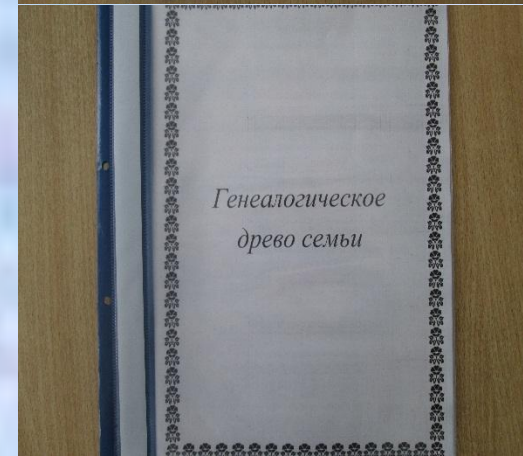 Генеалогическое
древо семьи